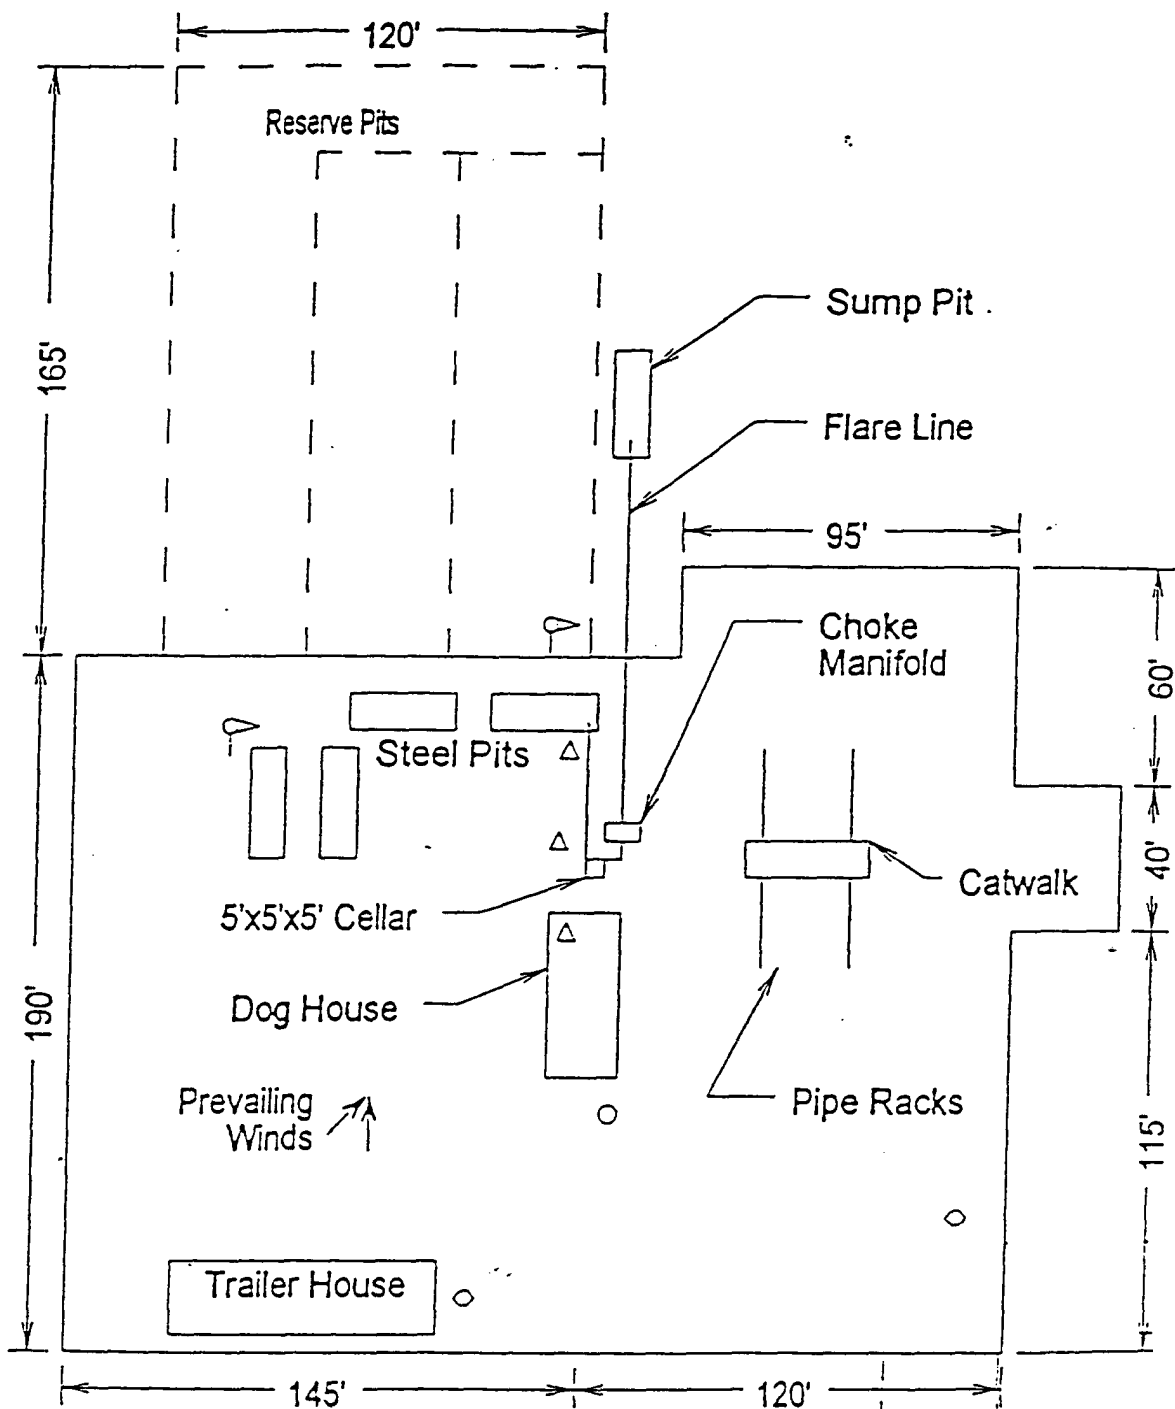 120'
Reserve Pits
165'
Sump Pit
Flare Line
95'
Choke
Manifold
60'
Steel Pits
40'
Catwalk
5'x5'x5' Cellar
190'
Dog House
Prevailing
Winds
Pipe Racks
115'
Trailer House
145'
120'